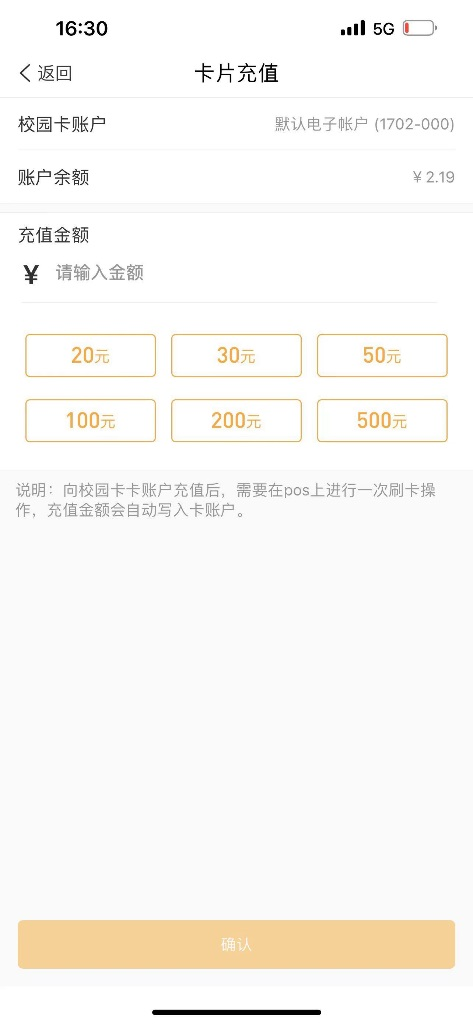 16:30 5G
返回 卡片充值
校园卡账户 默认电子帐户 (1702-000)
账户余额 ¥ 2.19
充值金额
¥ 请输入金额
20元 30元 50元
100元 200元 500元
说明：向校园卡卡账户充值后，需要在pos上进行一次刷卡操
作，充值金额会自动写入卡账户。
确认